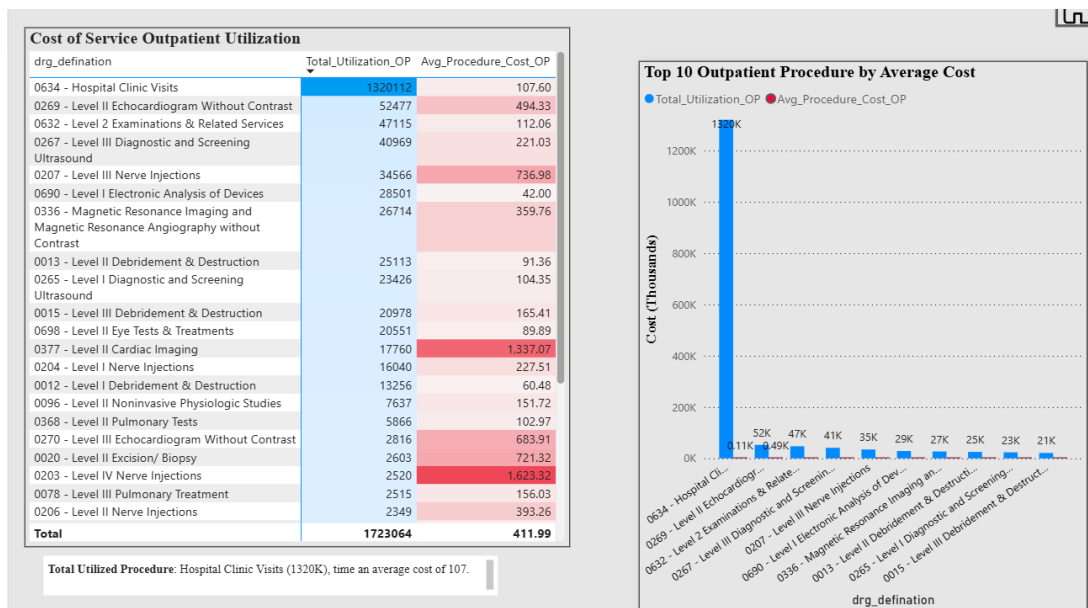 Cost of Service Outpatient Utilization
drg_defination Total_Utilization_OP Avg_Procedure_Cost_OP
0634 - Hospital Clinic Visits 1320112 107.60
0269 - Level II Echocardiogram Without Contrast 52477 494.33
0632 - Level 2 Examinations & Related Services 47115 112.06
0267 - Level III Diagnostic and Screening 40969 221.03
Ultrasound
0207 - Level III Nerve Injections 34566 736.98
0690 - Level I Electronic Analysis of Devices 28501 42.00
0336 - Magnetic Resonance Imaging and 26714 359.76
Magnetic Resonance Angiography without
Contrast
0013 - Level II Debridement & Destruction 25113 91.36
0265 - Level I Diagnostic and Screening 23426 104.35
Ultrasound
0015 - Level III Debridement & Destruction 20978 165.41
0698 - Level II Eye Tests & Treatments 20551 89.89
0377 - Level II Cardiac Imaging 17760 1,337.07
0204 - Level I Nerve Injections 16040 227.51
0012 - Level I Debridement & Destruction 13256 60.48
0096 - Level II Noninvasive Physiologic Studies 7637 151.72
0368 - Level II Pulmonary Tests 5866 102.97
0270 - Level III Echocardiogram Without Contrast 2816 683.91
0020 - Level II Excision/ Biopsy 2603 721.32
0203 - Level IV Nerve Injections 2520 1,623.32
0078 - Level III Pulmonary Treatment 2515 156.03
0206 - Level II Nerve Injections 2349 393.26
Total 1723064 411.99
Total Utilized Procedure: Hospital Clinic Visits (1320K), time an average cost of 107.
Top 10 Outpatient Procedure by Average Cost
Total_Utilization_OP Avg_Procedure_Cost_OP
Cost (Thousands)
1200K
1000K
800K
600K
400K
200K
0K
1320K
0.11K
52K
0.49K
47K
41K
35K
29K
27K
25K
23K
21K
0634 - Hospital Cli...
0269 - Level II Echocardiogr...
0632 - Level 2 Examinations & Relate...
0267 - Level III Diagnostic and Screenin...
0207 - Level III Nerve Injections
0690 - Level I Electronic Analysis of Dev...
0336 - Magnetic Resonance Imaging an...
0013 - Level II Debridement & Destructi...
0265 - Level I Diagnostic and Screening...
0015 - Level III Debridement & Destruct...
drg_defination